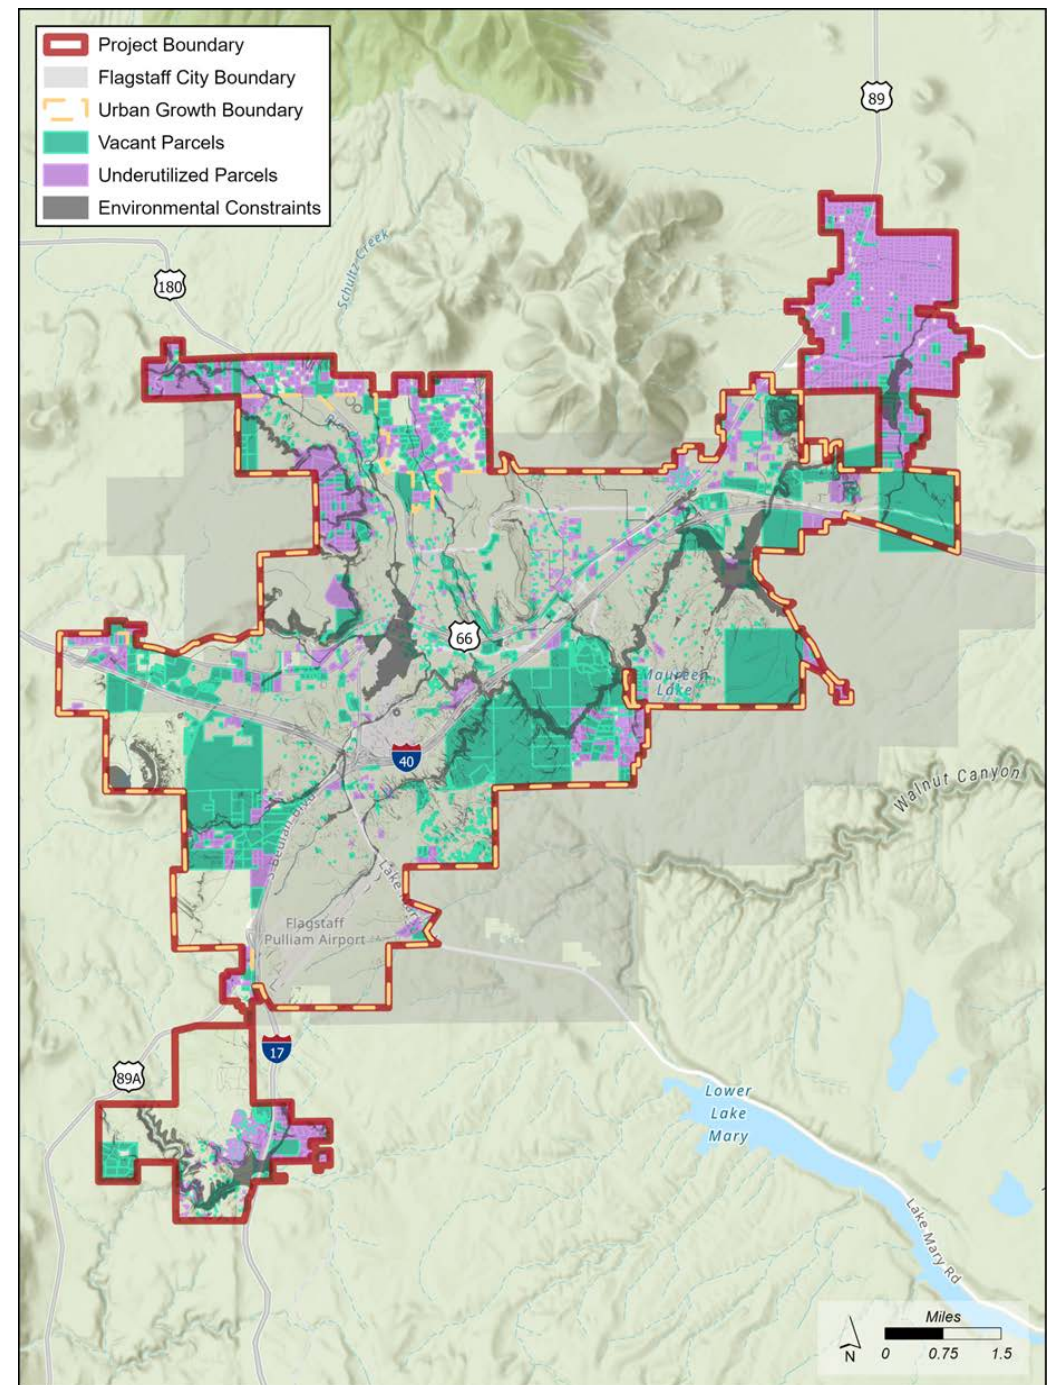 Project Boundary
Flagstaff City Boundary
Urban Growth Boundary
Vacant Parcels
Underutilized Parcels
Environmental Constraints
89
Schultz Creek
180
66
Maureen
Lake
40
Walnut Canyon
S Beulah Blvd
Flagstaff
Pulliam Airport
17
89A
Lower
Lake
Mary
Lake Mary Rd
Miles
N
0 0.75 1.5